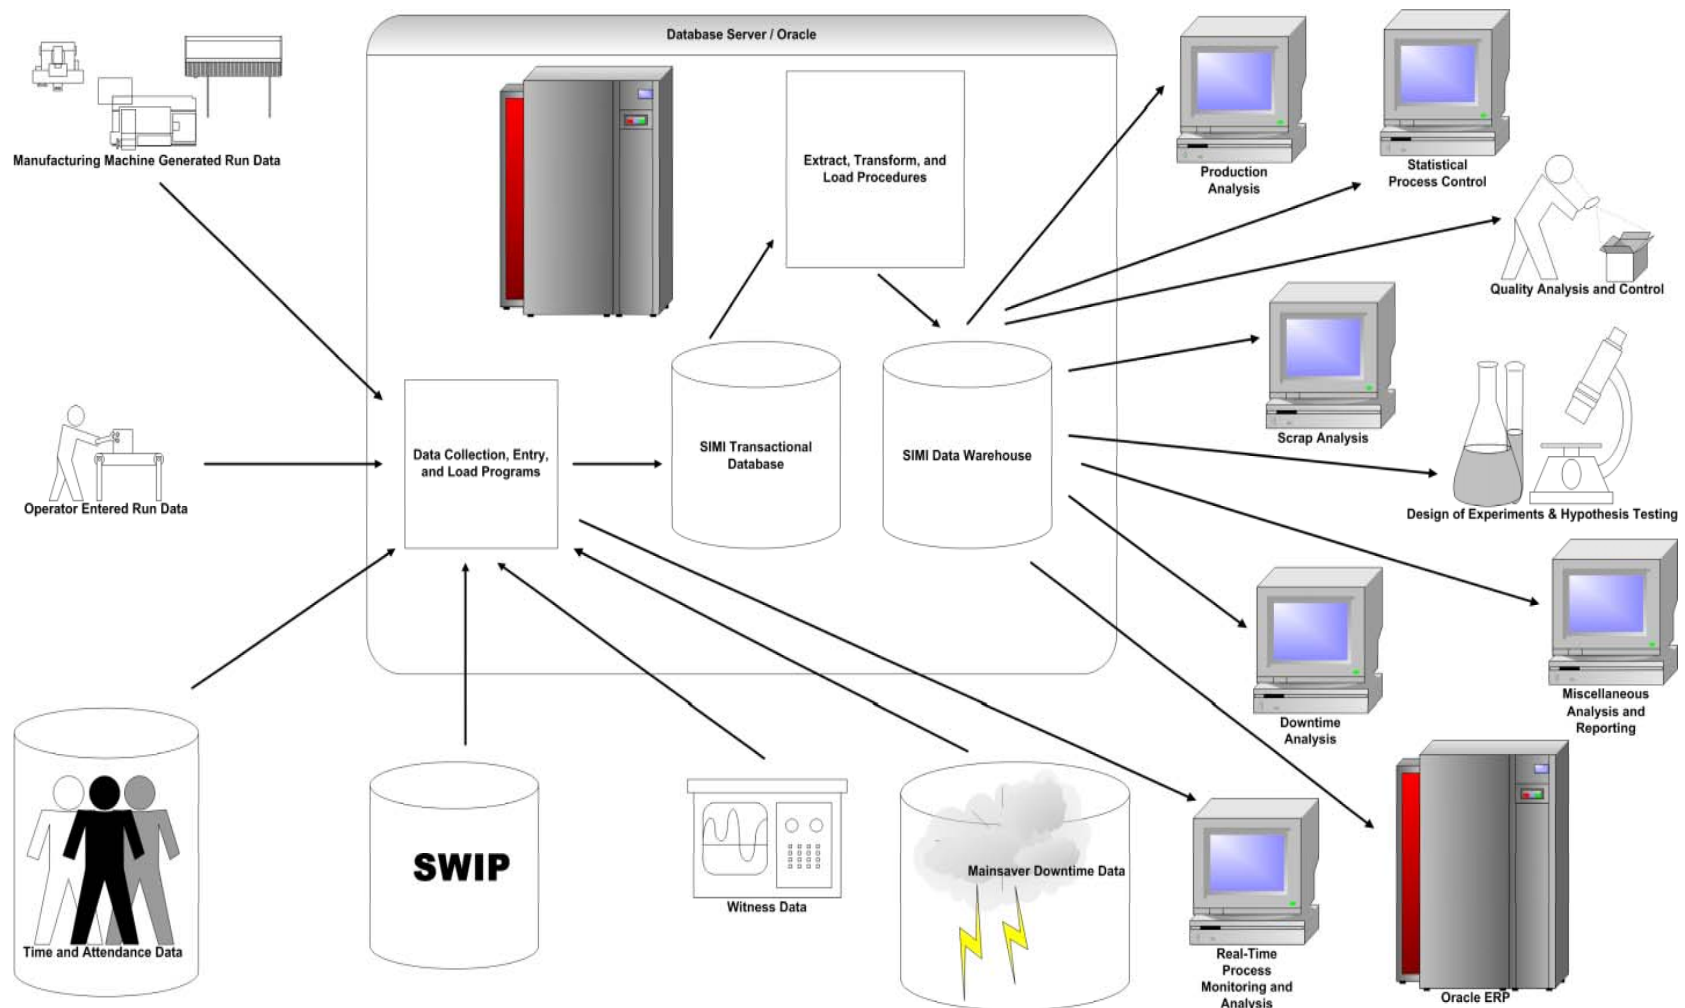 Database Server / Oracle
Manufacturing Machine Generated Run Data
Extract, Transform, and
Load Procedures
Production
Analysis
Statistical
Process Control
Quality Analysis and Control
Operator Entered Run Data
Data Collection, Entry,
and Load Programs
SIMI Transactional
Database
SIMI Data Warehouse
Scrap Analysis
Design of Experiments & Hypothesis Testing
Downtime
Analysis
Miscellaneous
Analysis and
Reporting
Time and Attendance Data
SWIP
Witness Data
Mainsaver Downtime Data
Real-Time
Process
Monitoring and
Analysis
Oracle ERP